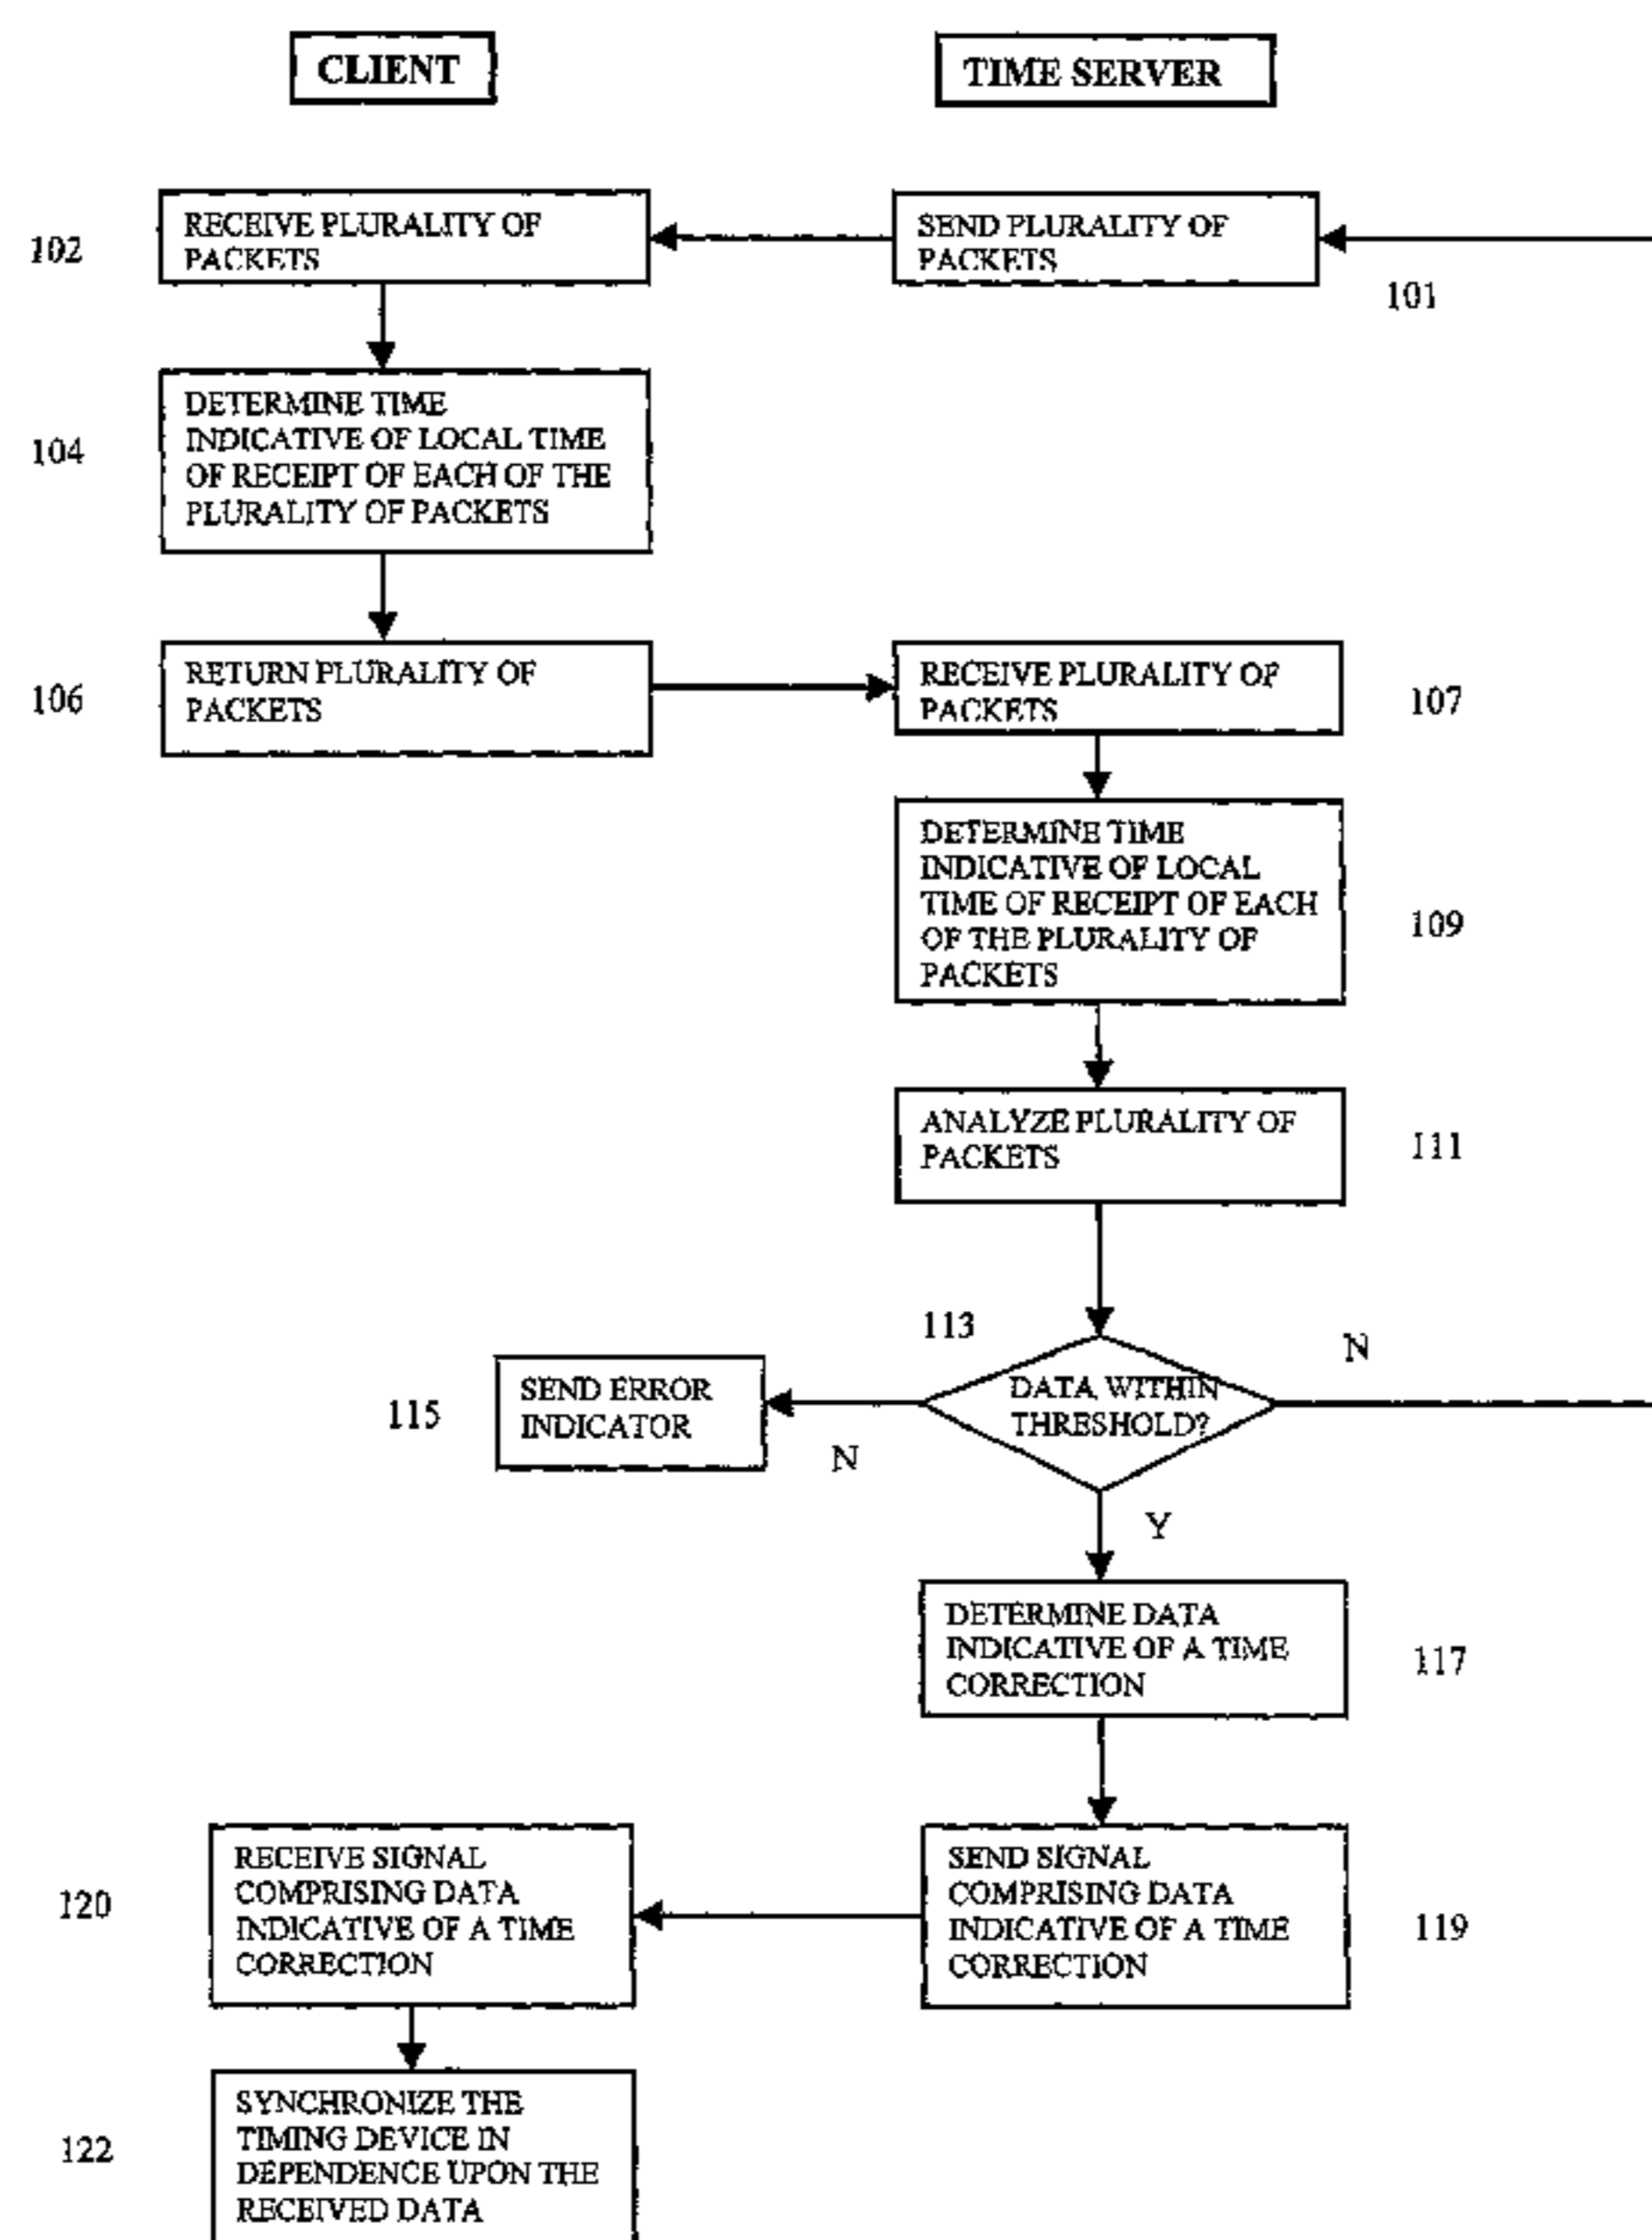 CLIENT
TIME SERVER
102
RECEIVE PLURALITY OF
PACKETS
SEND PLURALITY OF
PACKETS
101
104
DETERMINE TIME
INDICATIVE OF LOCAL TIME
OF RECEIPT OF EACH OF THE
PLURALITY OF PACKETS
106
RETURN PLURALITY OF
PACKETS
RECEIVE PLURALITY OF
PACKETS
107
DETERMINE TIME
INDICATIVE OF LOCAL
TIME OF RECEIPT OF EACH
OF THE PLURALITY OF
PACKETS
109
ANALYZE PLURALITY OF
PACKETS
111
113
N
115
SEND ERROR
INDICATOR
N
DATA WITHIN
THRESHOLD?
Y
DETERMINE DATA
INDICATIVE OF A TIME
CORRECTION
117
120
RECEIVE SIGNAL
COMPRISING DATA
INDICATIVE OF A TIME
CORRECTION
SEND SIGNAL
COMPRISING DATA
INDICATIVE OF A TIME
CORRECTION
119
122
SYNCHRONIZE THE
TIMING DEVICE IN
DEPENDENCE UPON THE
RECEIVED DATA